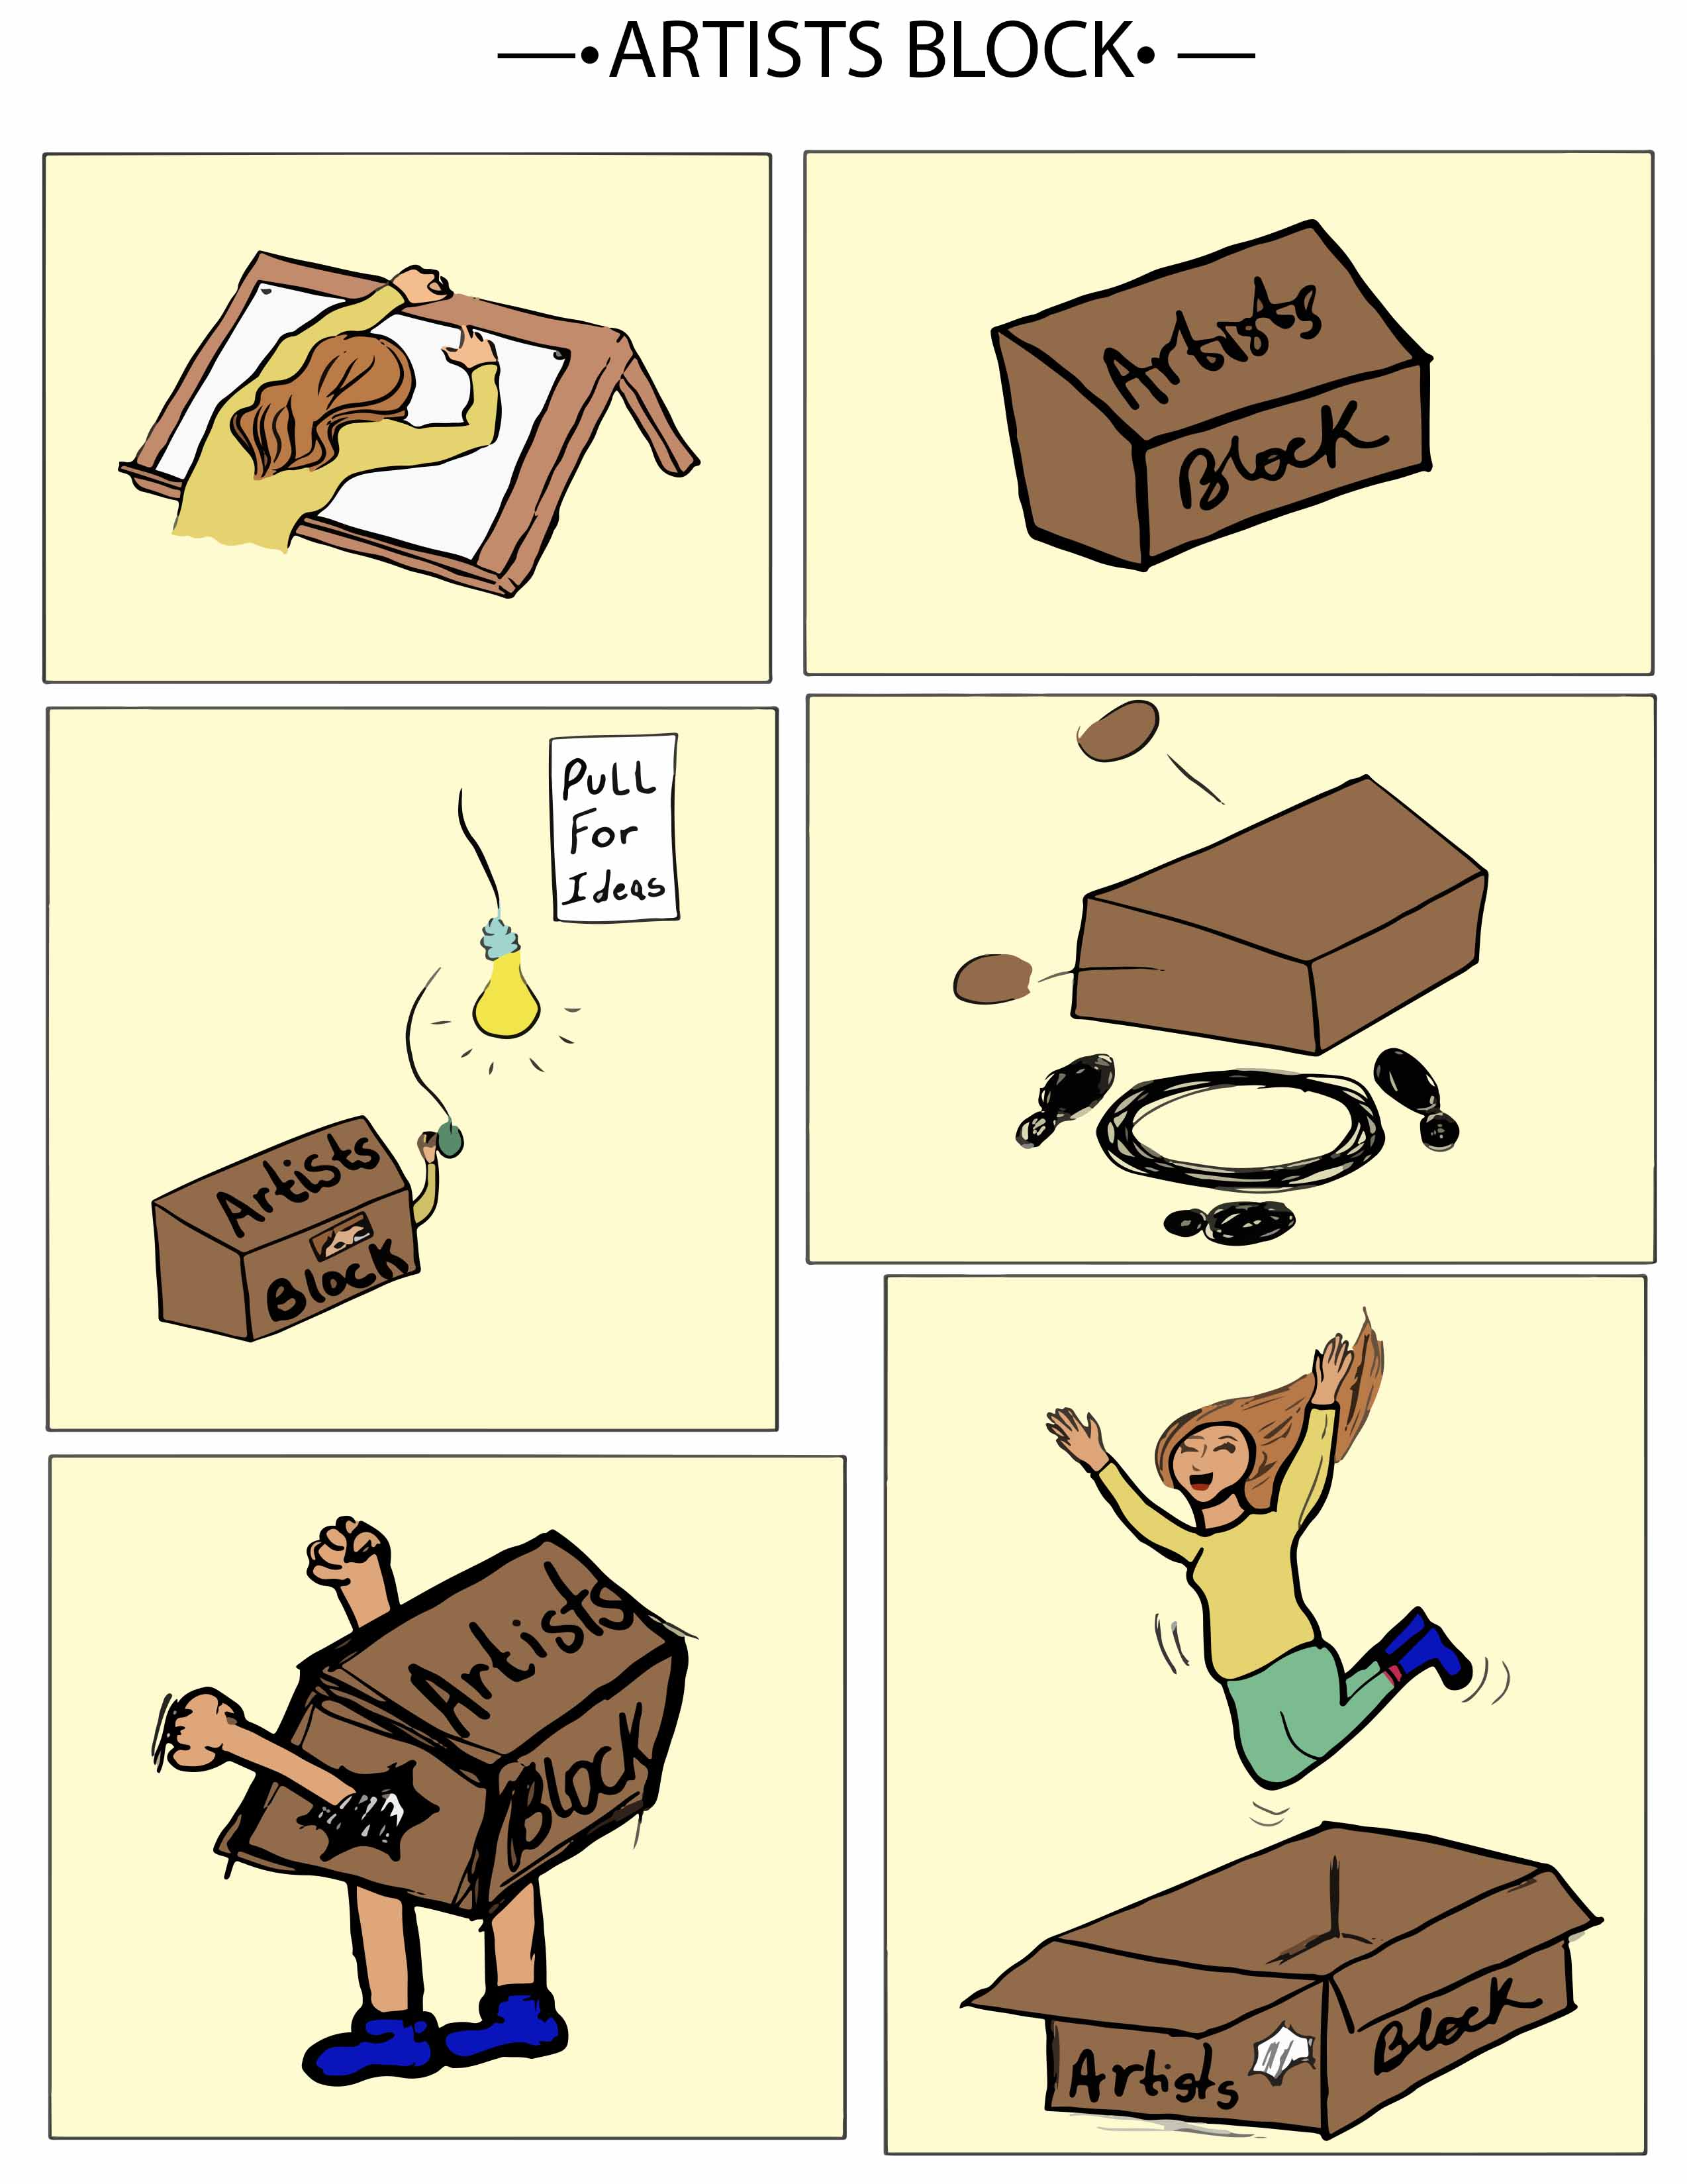 —•ARTISTS BLOCK• —
Artists
Block
Pull
For
Ideas
Artists
Block
Artists
Block
Artists
Block